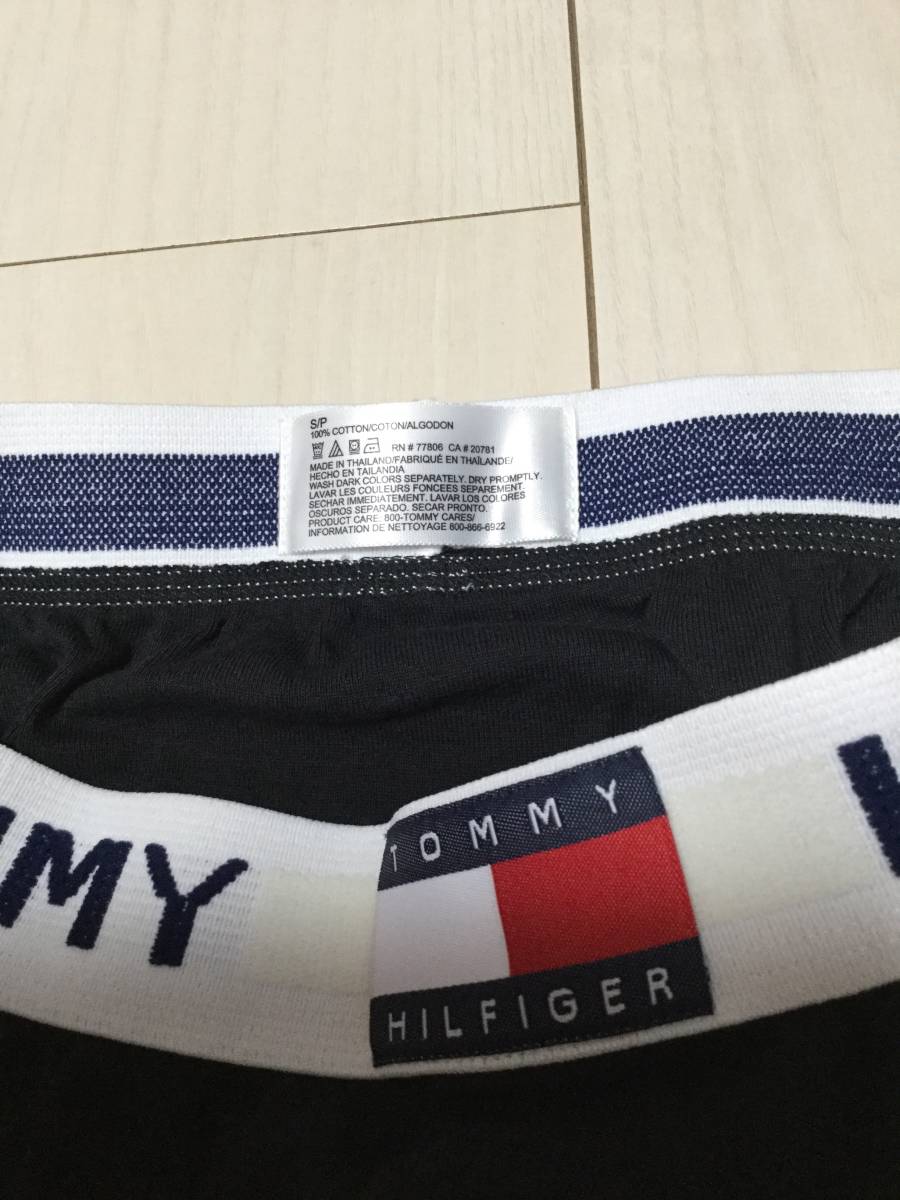 S/P
100% COTTON/COTON/ALGODON
RN # 77806 CA # 20781
MADE IN THAILAND/FABRIQUÉ EN THAÏLANDE/
HECHO EN TAILANDIA
WASH DARK COLORS SEPARATELY. DRY PROMPTLY.
LAVAR LES COULEURS FONCEES SEPAREMENT.
SECHAR IMMEDIATEMENT. LAVAR LOS COLORES
OSCUROS SEPARADO. SECAR PRONTO.
PRODUCT CARE. 800-TOMMY CARES/
INFORMATION DE NETTOYAGE 800-866-6922
MMY
TOMMY
HILFIGER